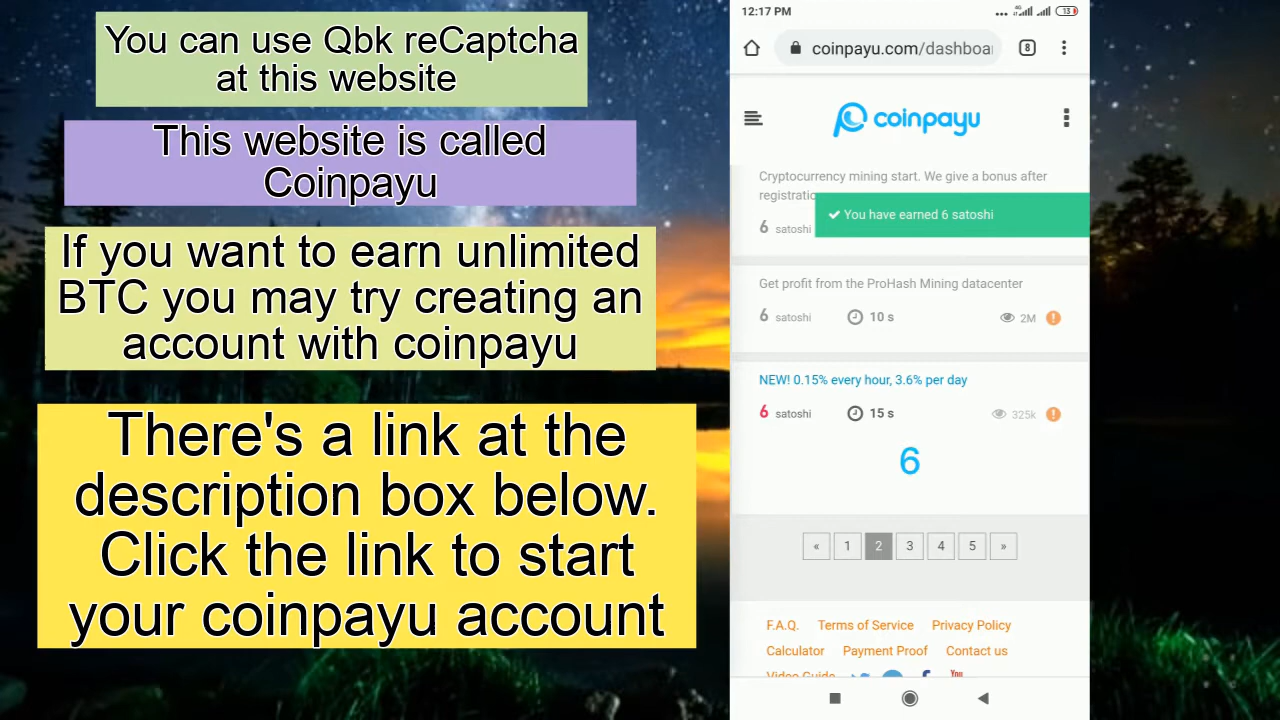 You can use Qbk reCaptcha
at this website
This website is called
Coinpayu
If you want to earn unlimited
BTC you may try creating an
account with coinpayu
There's a link at the
description box below.
Click the link to start
your coinpayu account
12:17 PM
4G
13
coinpayu.com/dashboa
8
coinpayu
Cryptocurrency mining start. We give a bonus after
registratio
You have earned 6 satoshi
6 satoshi
Get profit from the ProHash Mining datacenter
6 satoshi 10 s 2M
NEW! 0.15% every hour, 3.6% per day
6 satoshi 15 s 325k
6
« 1 2 3 4 5 »
F.A.Q. Terms of Service Privacy Policy
Calculator Payment Proof Contact us
Video Guide You